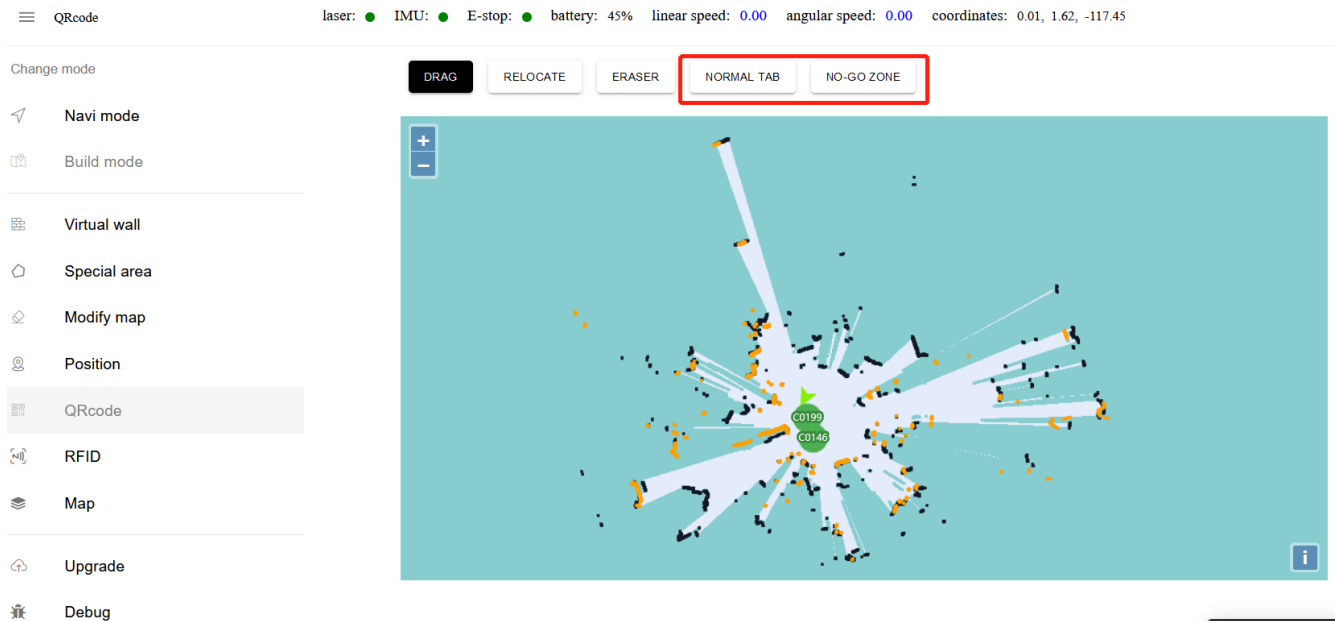 QRcode laser: IMU: E-stop: battery: 45% linear speed: 0.00 angular speed: 0.00 coordinates: 0.01, 1.62, -117.45
Change mode
DRAG RELOCATE ERASER NORMAL TAB NO-GO ZONE
Navi mode
Build mode
Virtual wall
Special area
Modify map
Position
QRcode
RFID
Map
Upgrade
Debug
+
−
C0199
C0146
i